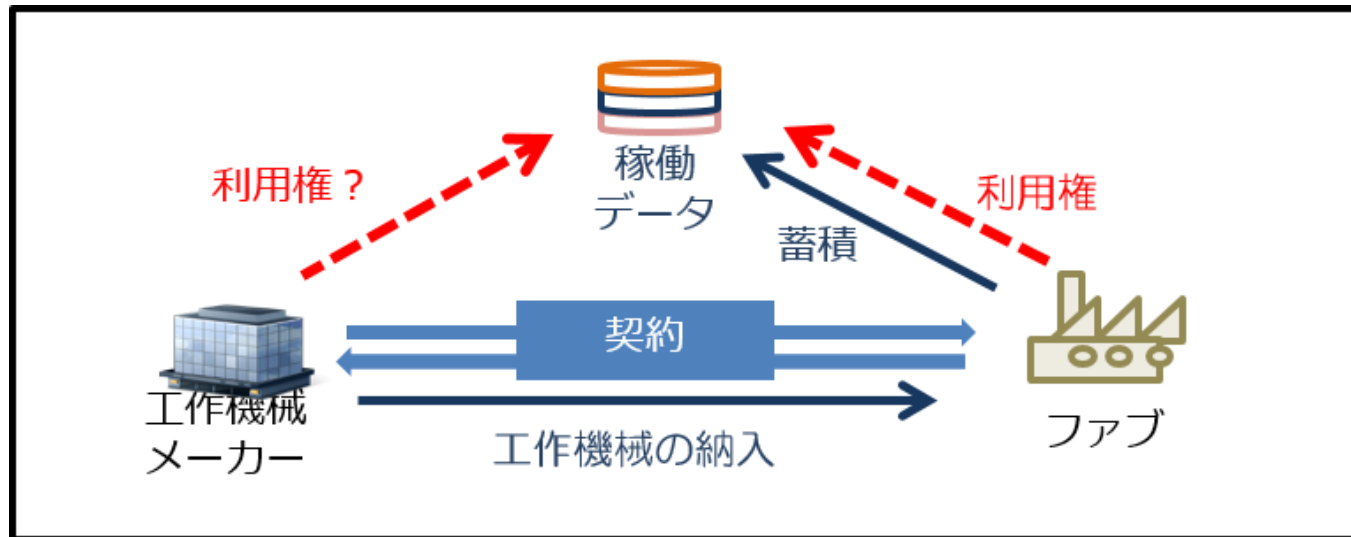 稼働
データ
利用権？
利用権
蓄積
契約
工作機械
メーカー
工作機械の納入
ファブ